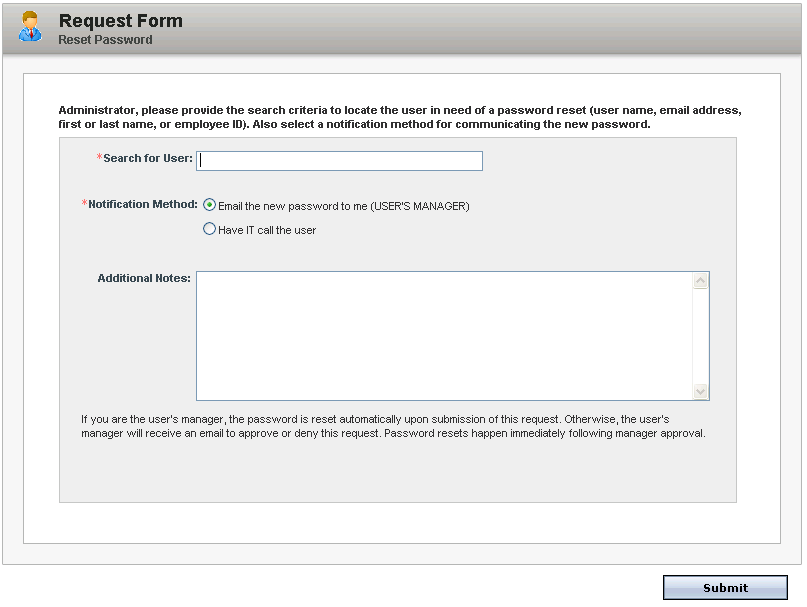 Request Form
Reset Password
Administrator, please provide the search criteria to locate the user in need of a password reset (user name, email address,
first or last name, or employee ID). Also select a notification method for communicating the new password.
*Search for User:
*Notification Method:
Email the new password to me (USER'S MANAGER)
Have IT call the user
Additional Notes:
If you are the user's manager, the password is reset automatically upon submission of this request. Otherwise, the user's
manager will receive an email to approve or deny this request. Password resets happen immediately following manager approval.
Submit